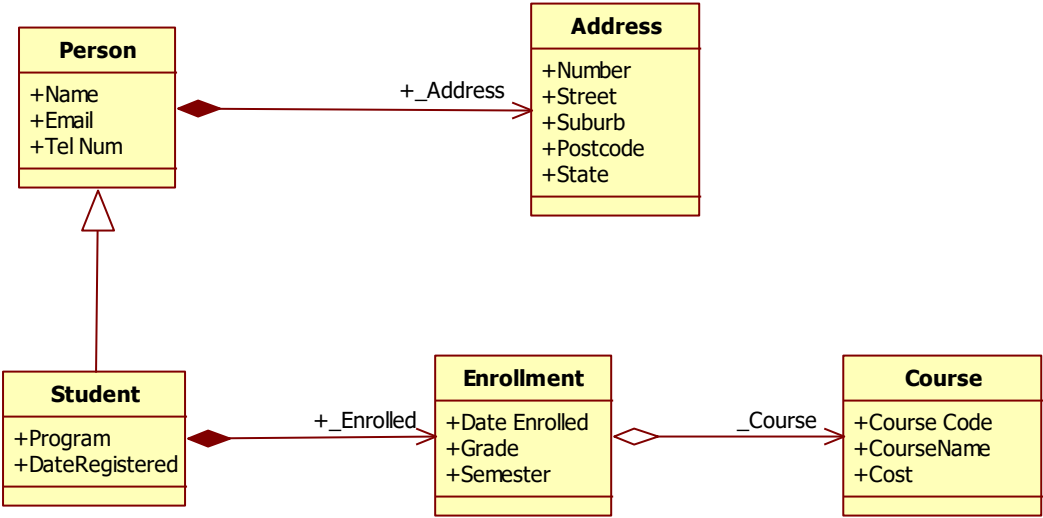 Person
+Name
+Email
+Tel Num
+_Address
Address
+Number
+Street
+Suburb
+Postcode
+State
Student
+Program
+DateRegistered
+_Enrolled
Enrollment
+Date Enrolled
+Grade
+Semester
_Course
Course
+Course Code
+CourseName
+Cost